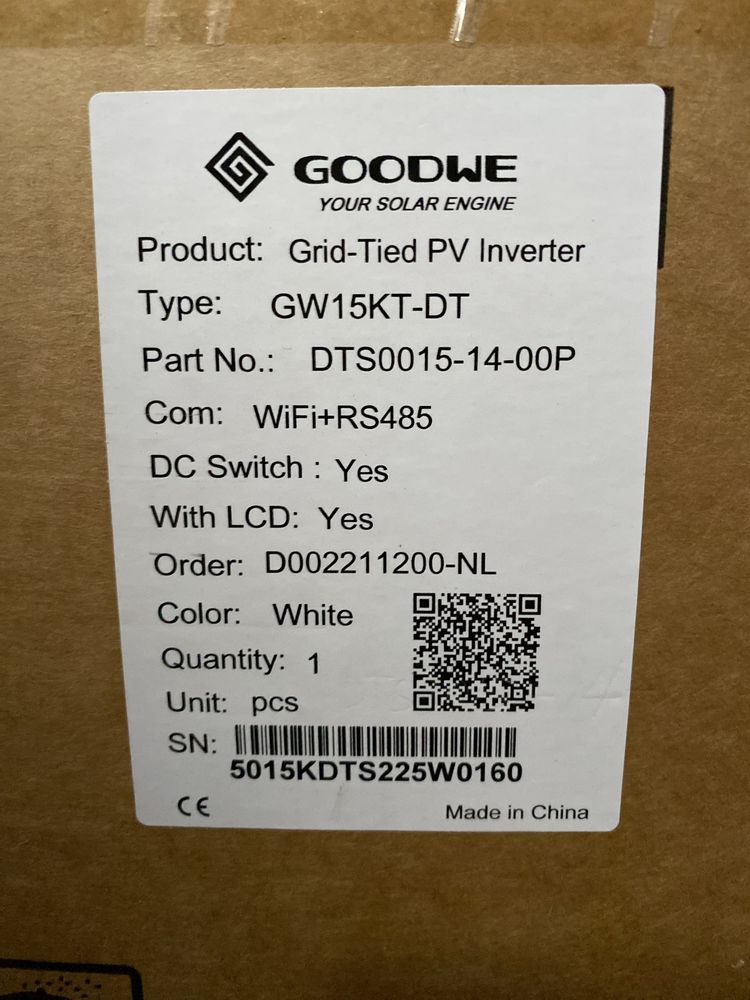 GOODWE
YOUR SOLAR ENGINE
Product: Grid-Tied PV Inverter
Type: GW15KT-DT
Part No.: DTS0015-14-00P
Com: WiFi+RS485
DC Switch : Yes
With LCD: Yes
Order: D002211200-NL
Color: White
Quantity: 1
Unit: pcs
SN:
5015KDTS225W0160
CE
Made in China